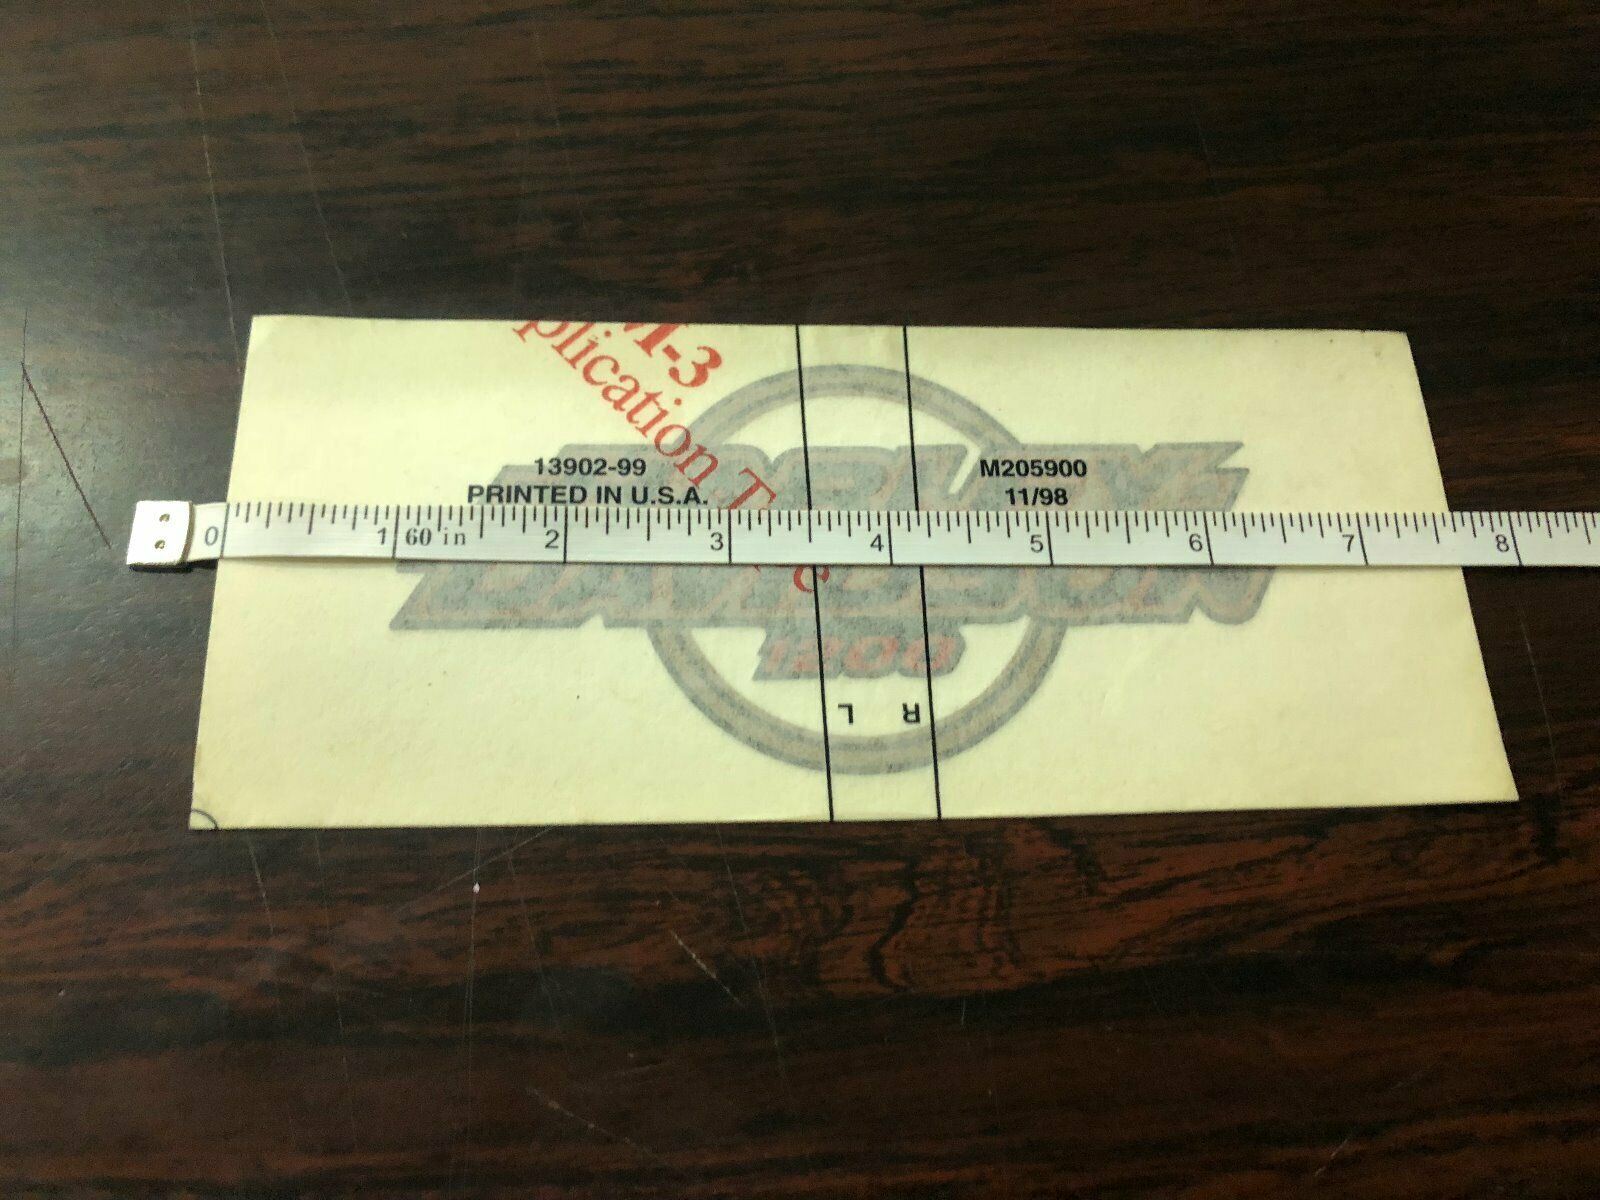 M-3
plication T
13902-99
PRINTED IN U.S.A.
M205900
11/98
0 1 60 in 2 3 4 5 6 7 8
DAVIDSON
1200
L R